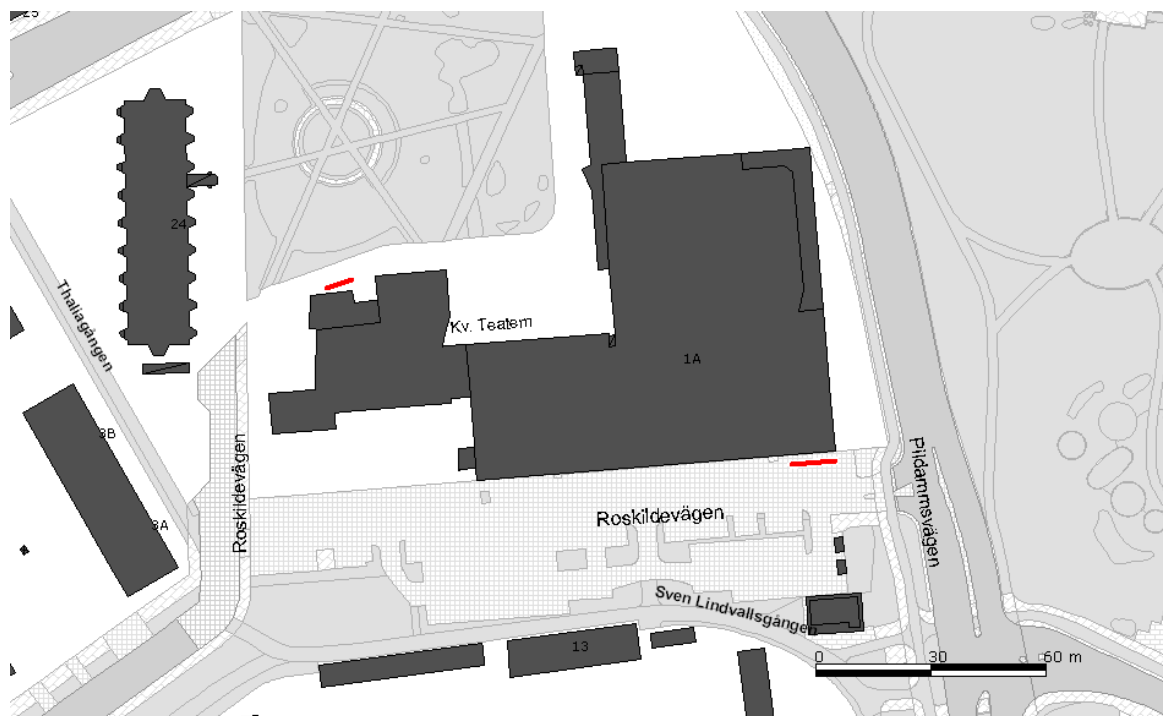 25
24
Thaliagången
Kv. Teatern
1A
3B
3A
Roskildevägen
Roskildevägen
Pildammsvägen
Sven Lindvallsgången
13
0 30 60 m